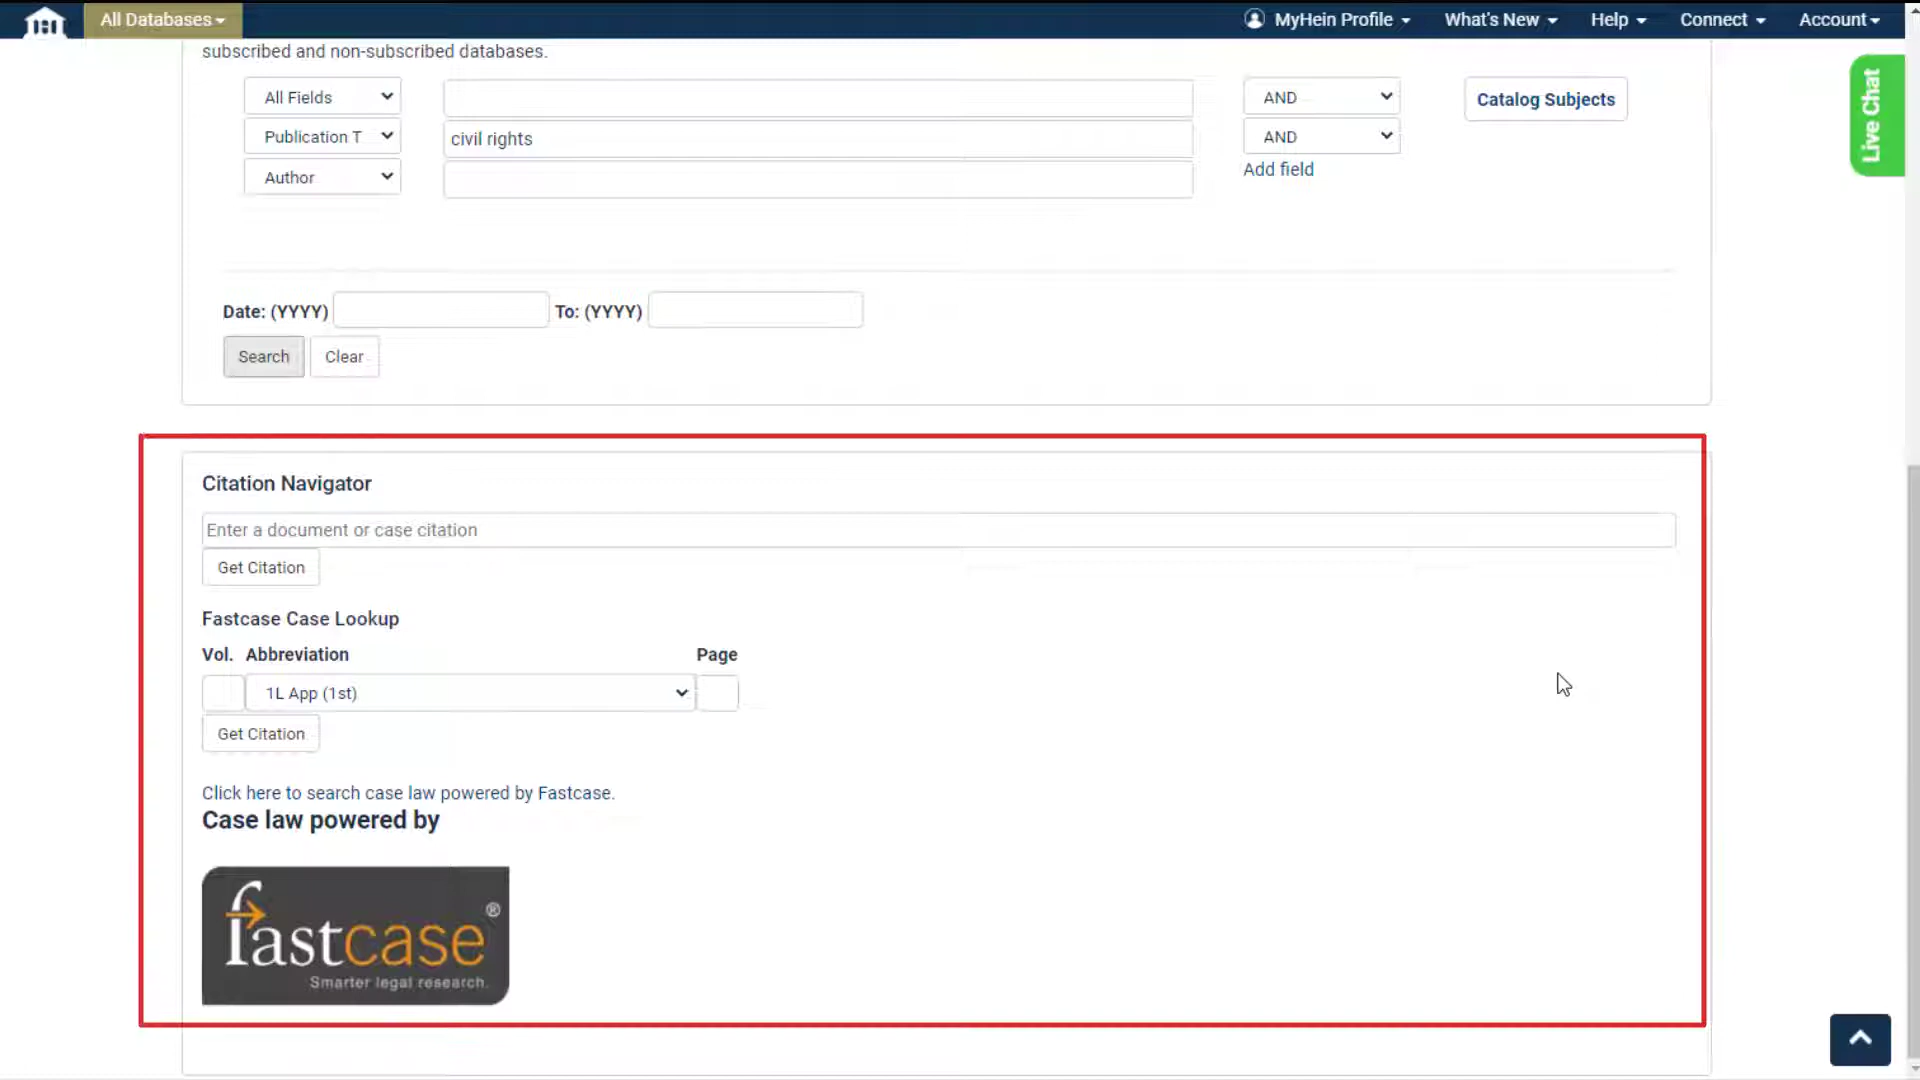 All Databases
MyHein Profile
What's New
Help
Connect
Account
subscribed and non-subscribed databases.
All Fields
AND
Catalog Subjects
Publication T
civil rights
AND
Author
Add field
Live Chat
Date: (YYYY)
To: (YYYY)
Search
Clear
Citation Navigator
Enter a document or case citation
Get Citation
Fastcase Case Lookup
Vol. Abbreviation Page
1L App (1st)
Get Citation
Click here to search case law powered by Fastcase.
Case law powered by
fastcase®
Smarter legal research.